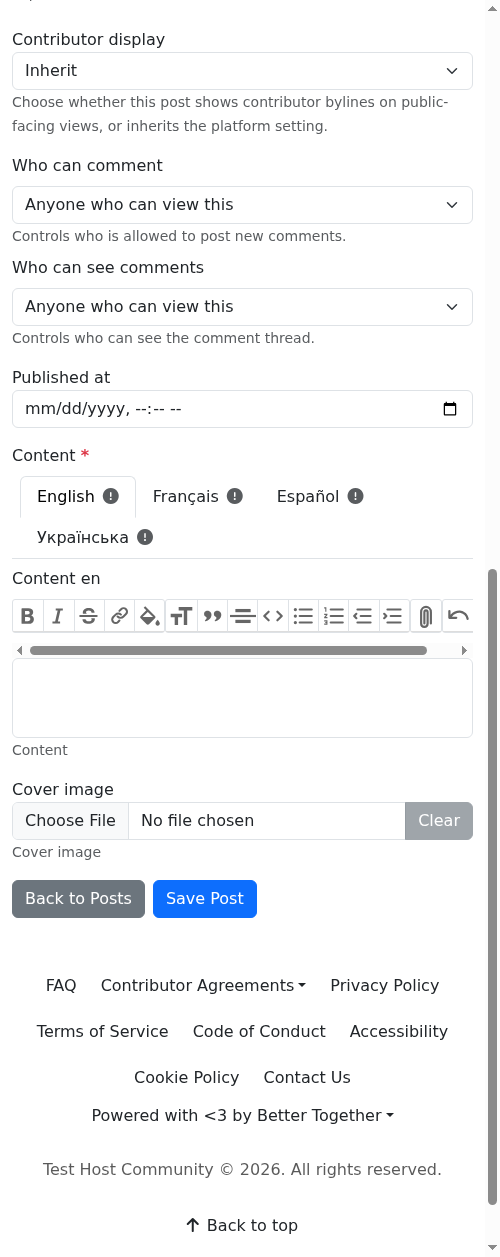 Contributor display
Inherit
Choose whether this post shows contributor bylines on public-
facing views, or inherits the platform setting.
Who can comment
Anyone who can view this
Controls who is allowed to post new comments.
Who can see comments
Anyone who can view this
Controls who can see the comment thread.
Published at
mm/dd/yyyy, --:-- --
Content *
English Français Español
Українська
Content en
Content
Cover image
Choose File No file chosen Clear
Cover image
Back to Posts Save Post
FAQ Contributor Agreements Privacy Policy
Terms of Service Code of Conduct Accessibility
Cookie Policy Contact Us
Powered with <3 by Better Together
Test Host Community © 2026. All rights reserved.
Back to top